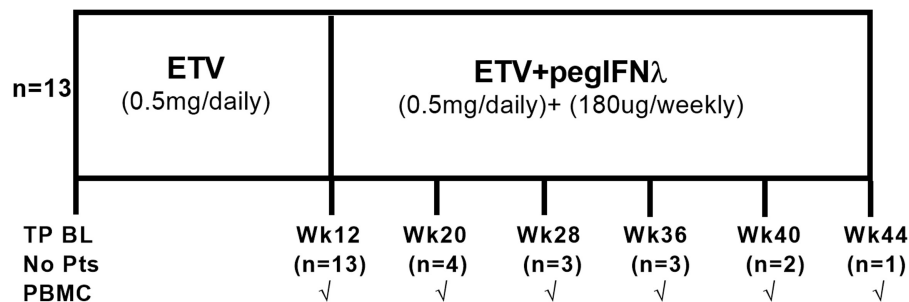 ETV
(0.5mg/daily)
ETV+pegIFNλ
(0.5mg/daily)+ (180ug/weekly)
n=13
TP BL Wk12 Wk20 Wk28 Wk36 Wk40 Wk44
No Pts (n=13) (n=4) (n=3) (n=3) (n=2) (n=1)
PBMC √ √ √ √ √ √